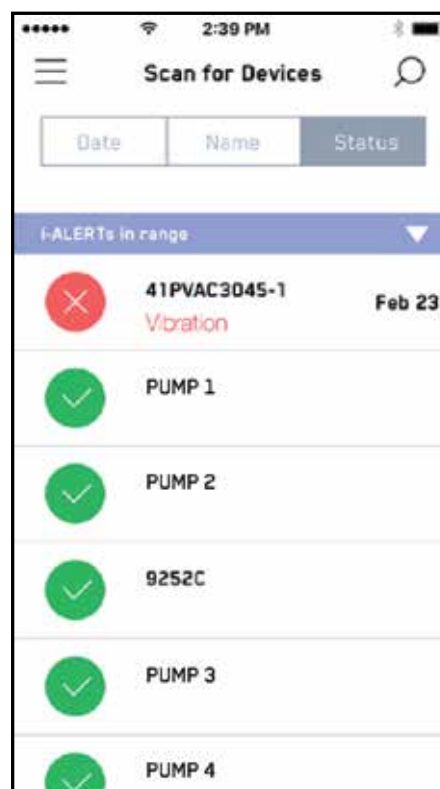 2:39 PM
Scan for Devices
Date Name Status
i-ALERTs in range
41PVAC3045-1
Vibration
Feb 23
PUMP 1
PUMP 2
9252C
PUMP 3
PUMP 4